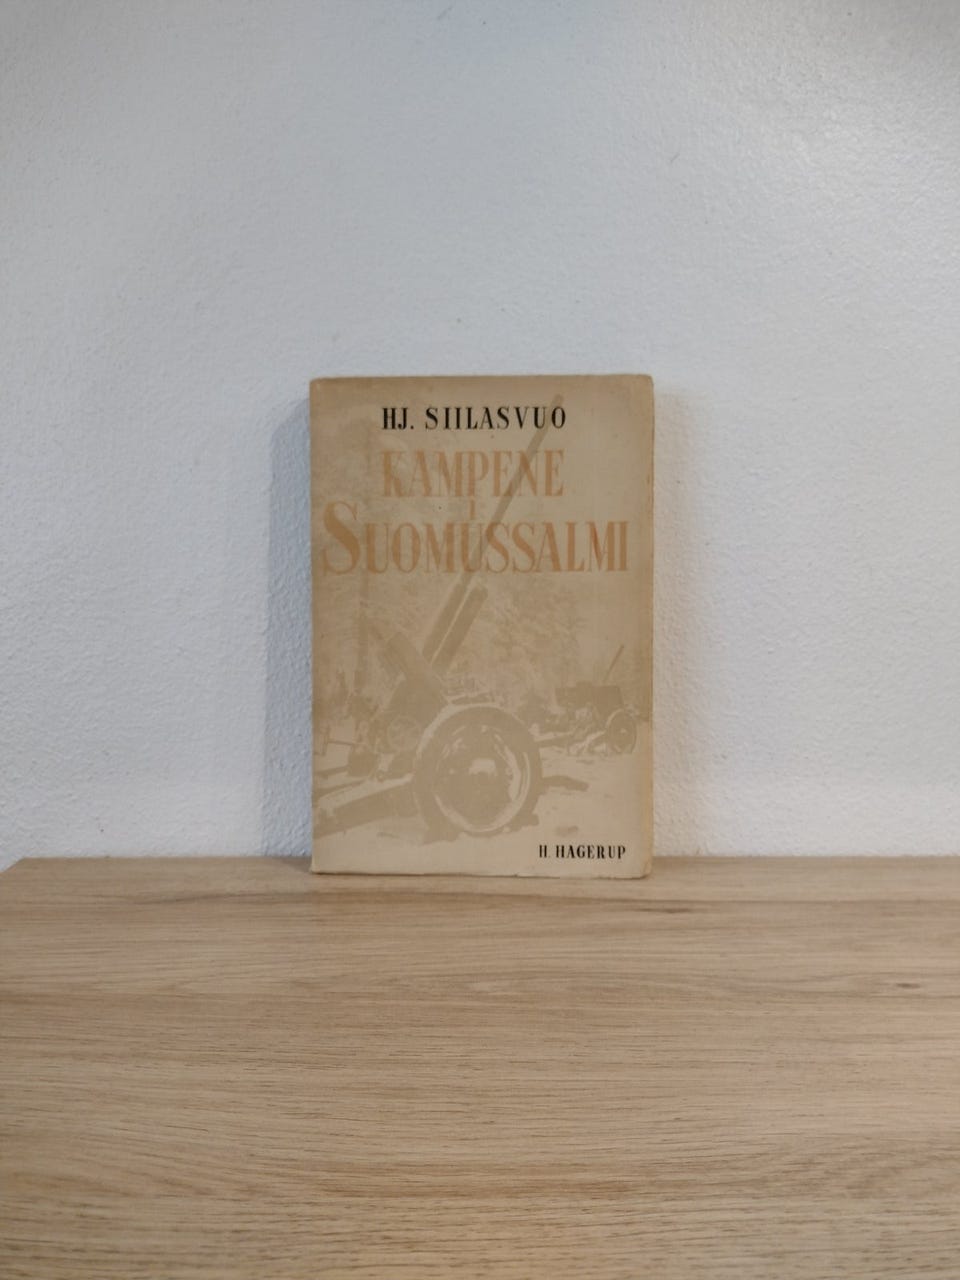 HJ. SIILASVUO
KAMPENE
I
SUOMUSSALMI
H. HAGERUP